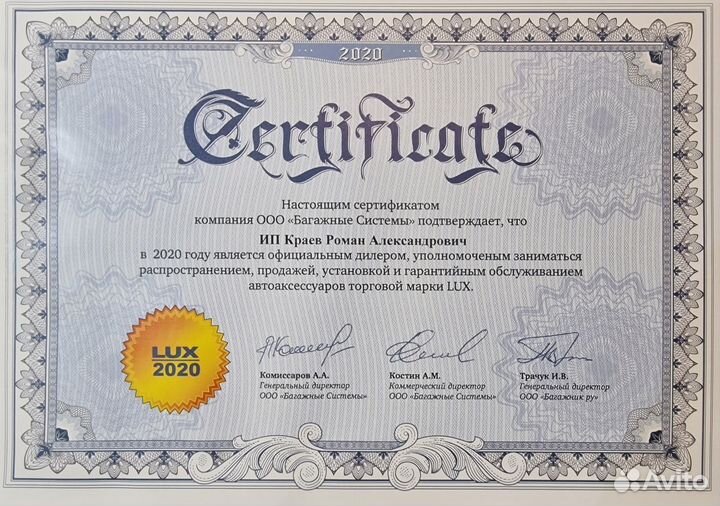 2020
Certificate
Настоящим сертификатом
компания ООО «Багажные Системы» подтверждает, что
ИП Краев Роман Александрович
в 2020 году является официальным дилером, уполномоченым заниматься
распространением, продажей, установкой и гарантийным обслуживанием
автоаксессуаров торговой марки LUX.
LUX
2020
Комиссаров А.А.
Генеральный директор
ООО «Багажные Системы»
Костин А.М.
Коммерческий директор
ООО «Багажные Системы»
Трачук И.В.
Генеральный директор
ООО «Багажник ру»
Avito